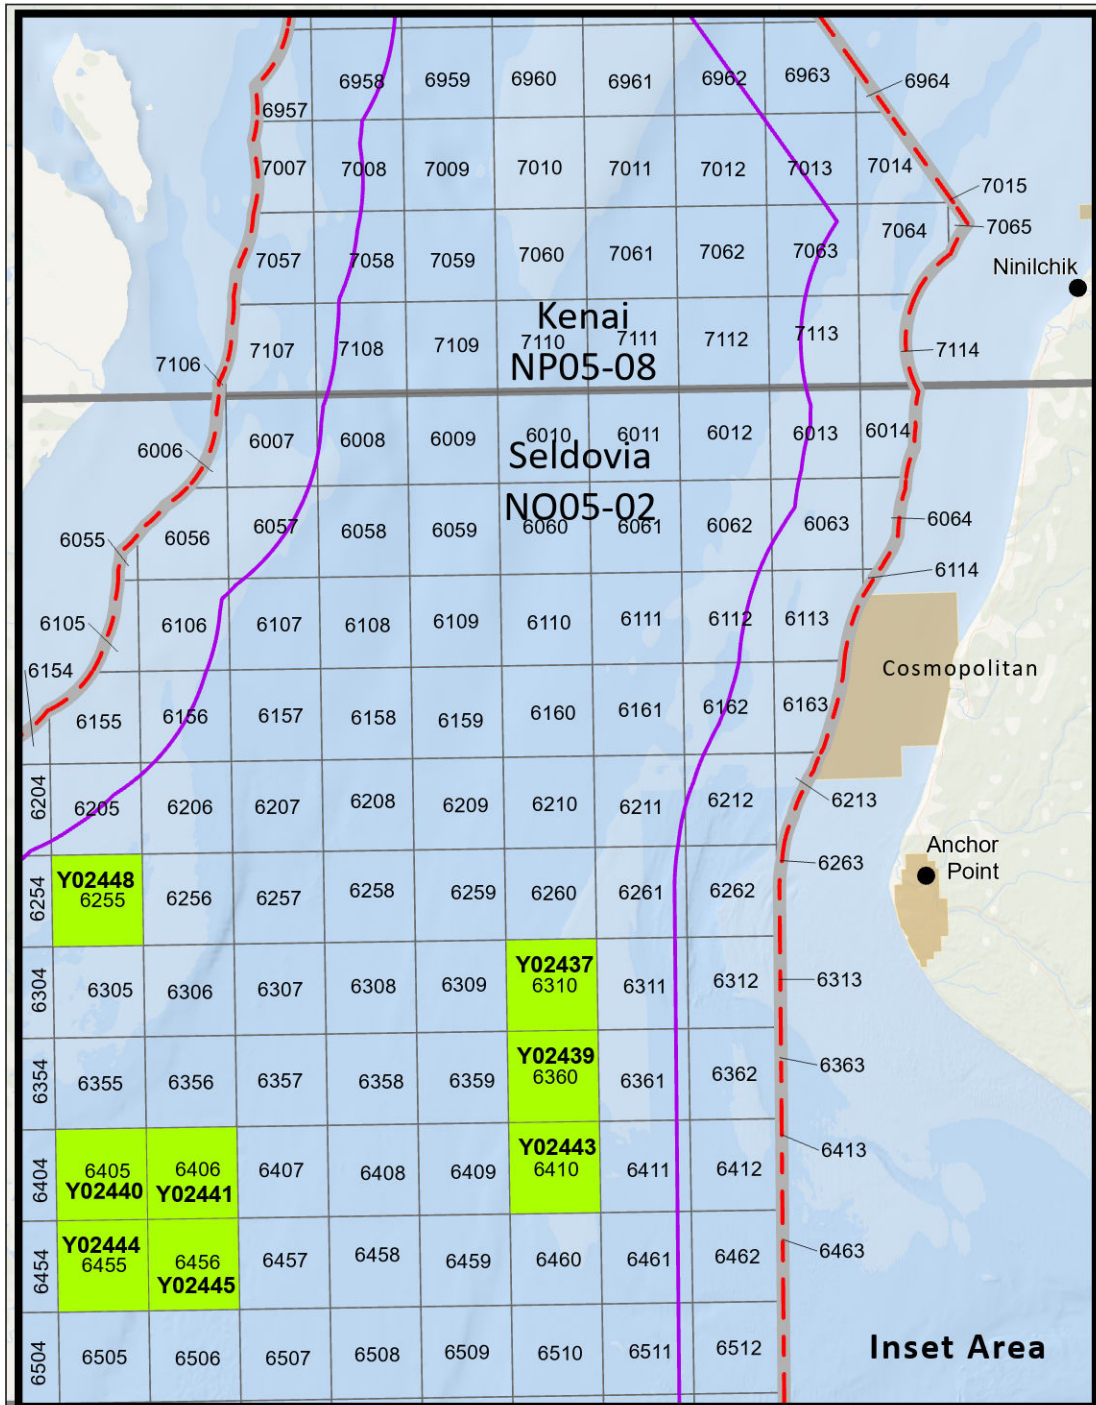 6958 6959 6960 6961 6962 6963 6964
6957
7007 7008 7009 7010 7011 7012 7013 7014
7015
7057 7058 7059 7060 7061 7062 7063 7064 7065
Ninilchik
Kenai
7106 7107 7108 7109 7110 7111 7112 7113 7114
NP05-08
6006 6007 6008 6009 6010 6011 6012 6013 6014
Seldovia
NO05-02
6055 6056 6057 6058 6059 6060 6061 6062 6063 6064
6114
6105 6106 6107 6108 6109 6110 6111 6112 6113
Cosmopolitan
6154 6155 6156 6157 6158 6159 6160 6161 6162 6163
6204 6205 6206 6207 6208 6209 6210 6211 6212 6213
Anchor
Point
6263
Y02448
6254 6255 6256 6257 6258 6259 6260 6261 6262
Y02437
6304 6305 6306 6307 6308 6309 6310 6311 6312 6313
Y02439
6354 6355 6356 6357 6358 6359 6360 6361 6362 6363
Y02443
6404 6405 6406 6407 6408 6409 6410 6411 6412 6413
Y02440 Y02441
Y02444
6454 6455 6456 6457 6458 6459 6460 6461 6462 6463
Y02445
6504 6505 6506 6507 6508 6509 6510 6511 6512
Inset Area